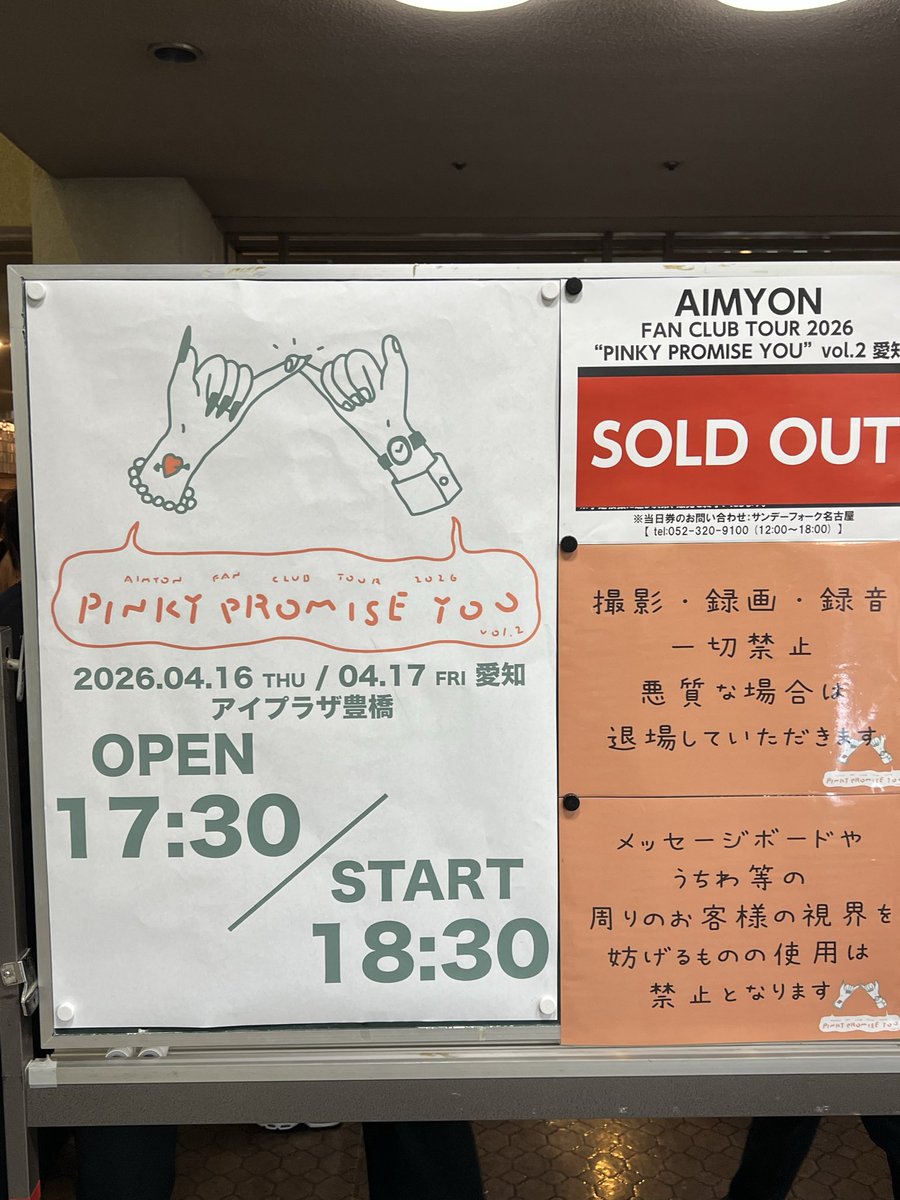 AIMYON FAN CLUB TOUR 2026
PINKY PROMISE YOU
vol.2
2026.04.16 THU / 04.17 FRI 愛知
アイプラザ豊橋
OPEN
17:30
START
18:30
AIMYON
FAN CLUB TOUR 2026
“PINKY PROMISE YOU” vol.2 愛知
SOLD OUT
※当日券のお問い合わせ:サンデーフォーク名古屋
【 tel:052-320-9100(12:00~18:00)】
撮影・録画・録音
一切禁止
悪質な場合は
退場していただきます
PINKY PROMISE YOU
メッセージボードや
うちわ等の
周りのお客様の視界を
妨げるものの使用は
禁止となります
PINKY PROMISE YOU